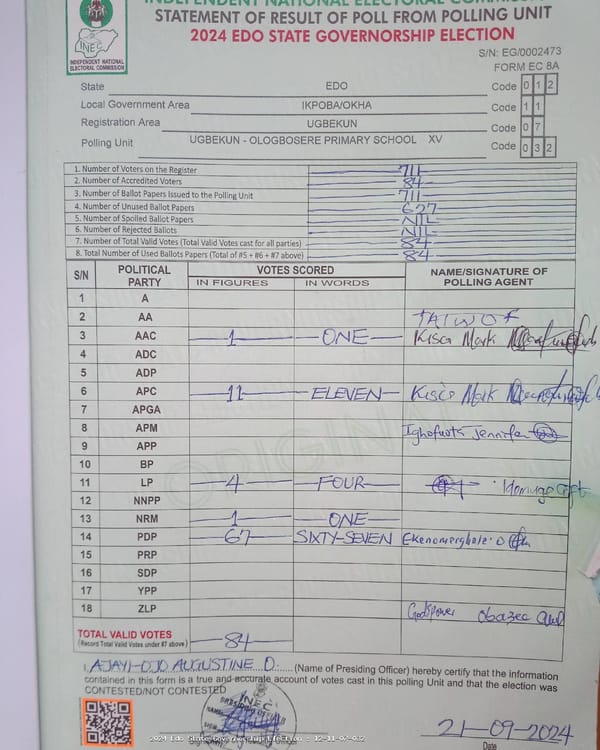 INDEPENDENT NATIONAL ELECTORAL COMMISSION
STATEMENT OF RESULT OF POLL FROM POLLING UNIT
2024 EDO STATE GOVERNORSHIP ELECTION
INEC
INDEPENDENT NATIONAL
ELECTORAL COMMISSION
S/N: EG/0002473
FORM EC 8A
State EDO Code 0 1 2
Local Government Area IKPOBA/OKHA Code 1 1
Registration Area UGBEKUN Code 0 7
Polling Unit UGBEKUN - OLOGBOSERE PRIMARY SCHOOL XV Code 0 3 2
1. Number of Voters on the Register 711
2. Number of Accredited Voters 84
3. Number of Ballot Papers Issued to the Polling Unit 711
4. Number of Unused Ballot Papers 627
5. Number of Spoiled Ballot Papers NIL
6. Number of Rejected Ballots NIL
7. Number of Total Valid Votes (Total Valid Votes cast for all parties) 84
8. Total Number of Used Ballots Papers (Total of #5 + #6 + #7 above) 84
S/N POLITICAL PARTY VOTES SCORED NAME/SIGNATURE OF POLLING AGENT
IN FIGURES IN WORDS
1 A
2 AA TAIWO F
3 AAC 1 ONE Kisco Mark
4 ADC
5 ADP
6 APC 11 ELEVEN Kisco Mark
7 APGA
8 APM Jennifer
9 APP
10 BP
11 LP 4 FOUR
12 NNPP
13 NRM 1 ONE
14 PDP 67 SIXTY-SEVEN
15 PRP
16 SDP
17 YPP
18 ZLP Godspower Obazee
ORIGINAL
TOTAL VALID VOTES 84
(Record Total Valid Votes under #7 above)
I, AJAYI-OJO AUGUSTINE O. (Name of Presiding Officer) hereby certify that the information
contained in this form is a true and accurate account of votes cast in this polling Unit and that the election was
CONTESTED/NOT CONTESTED
INEC
21-09-2024
Date
2024 Edo State Governorship Election - 12-11-07-032